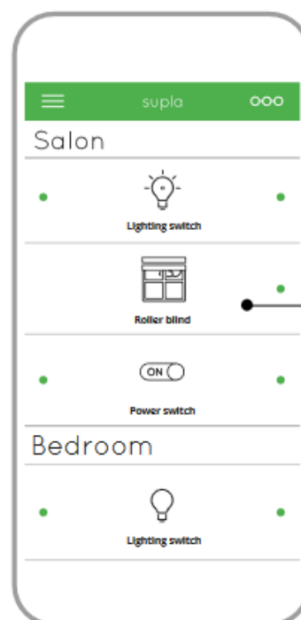 supla
Salon
Lighting switch
Roller blind
ON
Power switch
Bedroom
Lighting switch